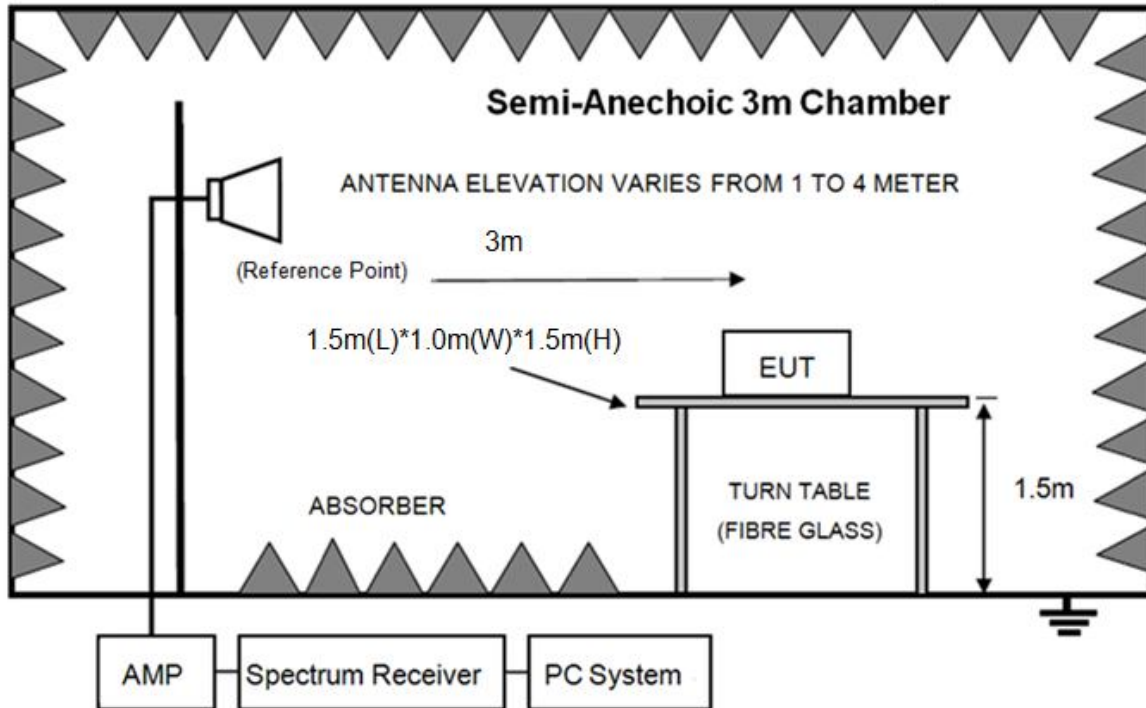 Semi-Anechoic 3m Chamber
ANTENNA ELEVATION VARIES FROM 1 TO 4 METER
3m
(Reference Point)
1.5m(L)*1.0m(W)*1.5m(H)
EUT
ABSORBER
TURN TABLE
(FIBRE GLASS)
1.5m
AMP
Spectrum Receiver
PC System